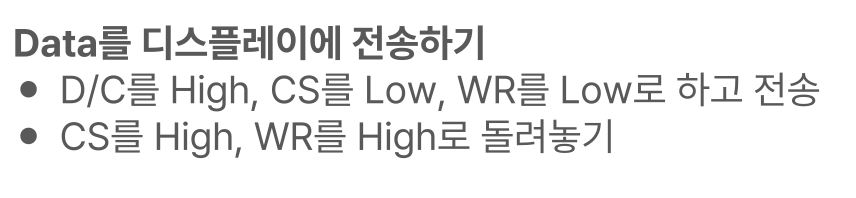 Data를 디스플레이에 전송하기
• D/C를 High, CS를 Low, WR를 Low로 하고 전송
• CS를 High, WR를 High로 돌려놓기